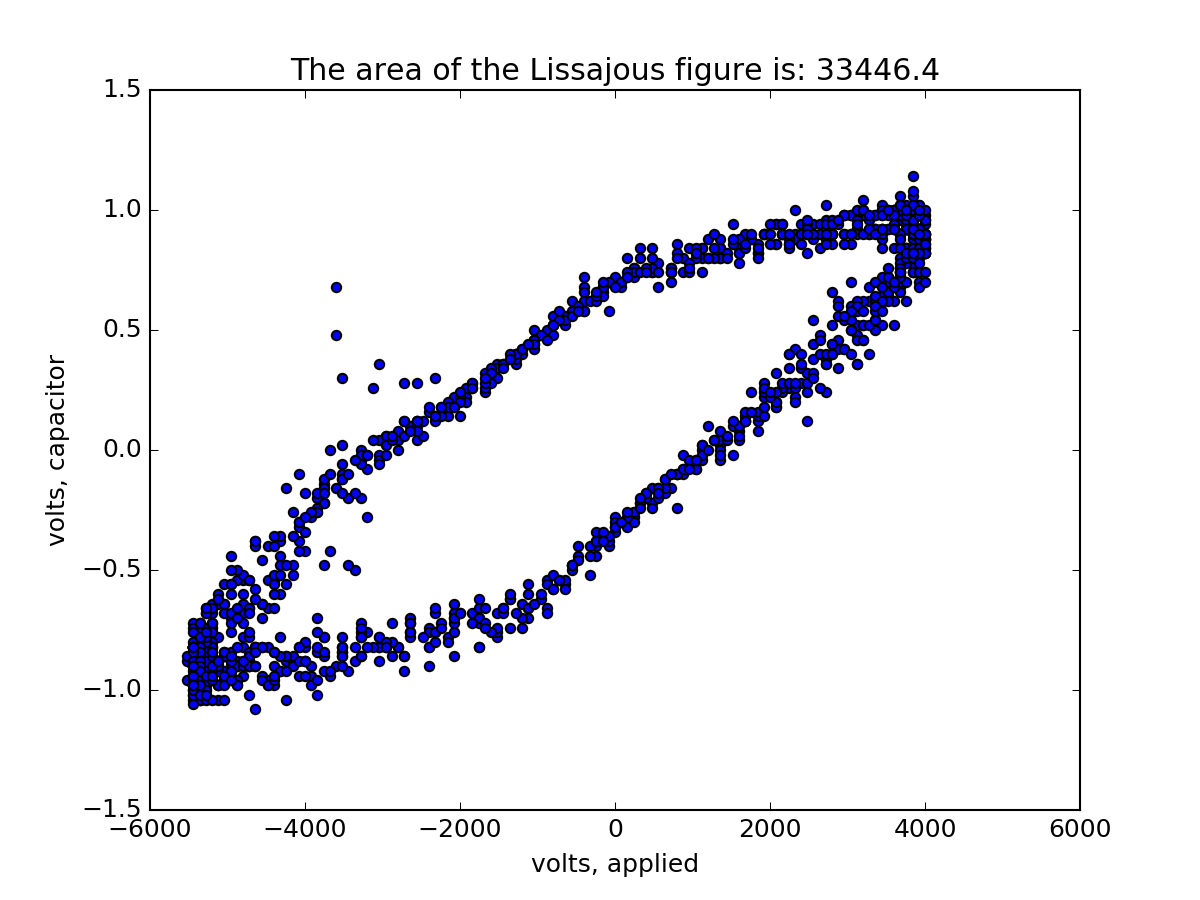 The area of the Lissajous figure is: 33446.4
1.5
1.0
0.5
0.0
−0.5
−1.0
−1.5
volts, capacitor
−6000 −4000 −2000 0 2000 4000 6000
volts, applied